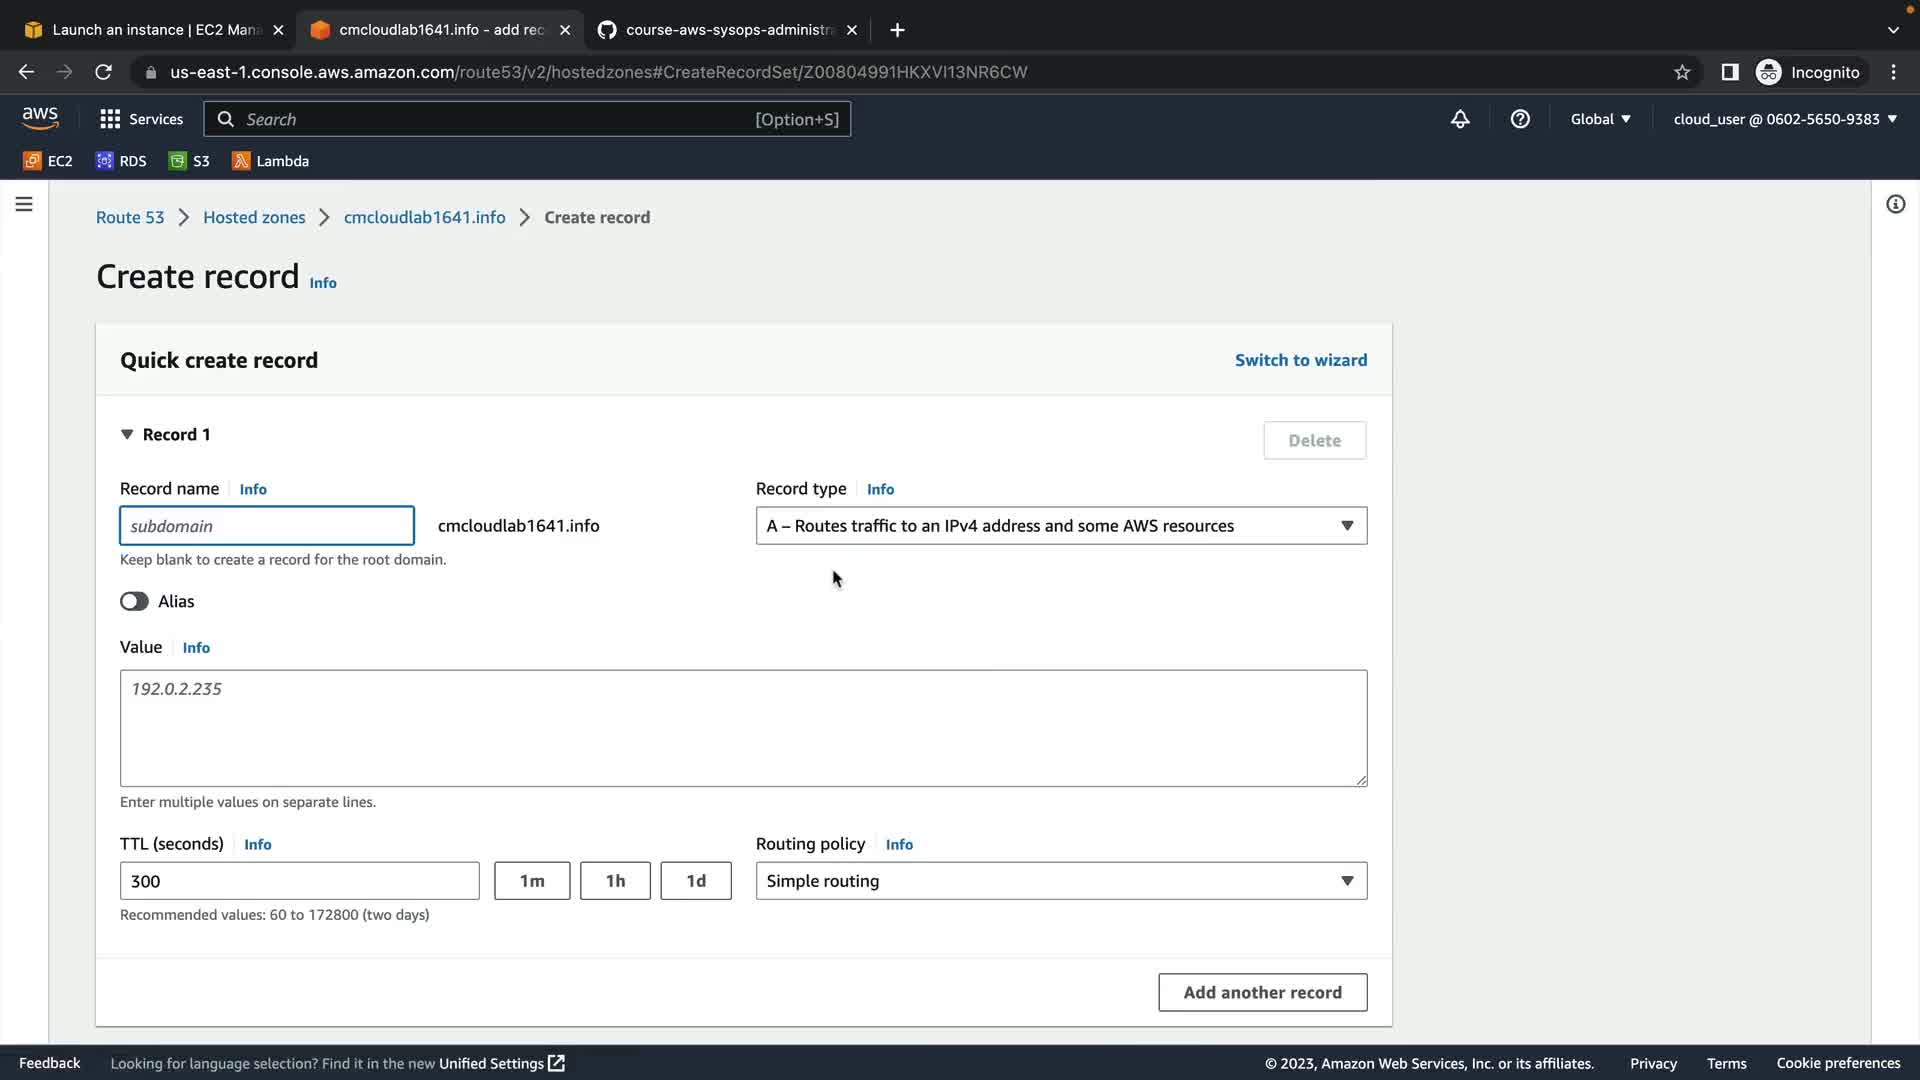 Launch an instance | EC2 Mana
cmcloudlab1641.info - add rec
course-aws-sysops-administra
us-east-1.console.aws.amazon.com/route53/v2/hostedzones#CreateRecordSet/Z00804991HKXVI13NR6CW
Incognito
aws
Services
Search
[Option+S]
Global
cloud_user @ 0602-5650-9383
EC2
RDS
S3
Lambda
Route 53
Hosted zones
cmcloudlab1641.info
Create record
Create record Info
Quick create record
Switch to wizard
Record 1
Delete
Record name Info
subdomain
cmcloudlab1641.info
Keep blank to create a record for the root domain.
Record type Info
A – Routes traffic to an IPv4 address and some AWS resources
Alias
Value Info
192.0.2.235
Enter multiple values on separate lines.
TTL (seconds) Info
300
1m
1h
1d
Recommended values: 60 to 172800 (two days)
Routing policy Info
Simple routing
Add another record
Feedback
Looking for language selection? Find it in the new Unified Settings
© 2023, Amazon Web Services, Inc. or its affiliates.
Privacy
Terms
Cookie preferences